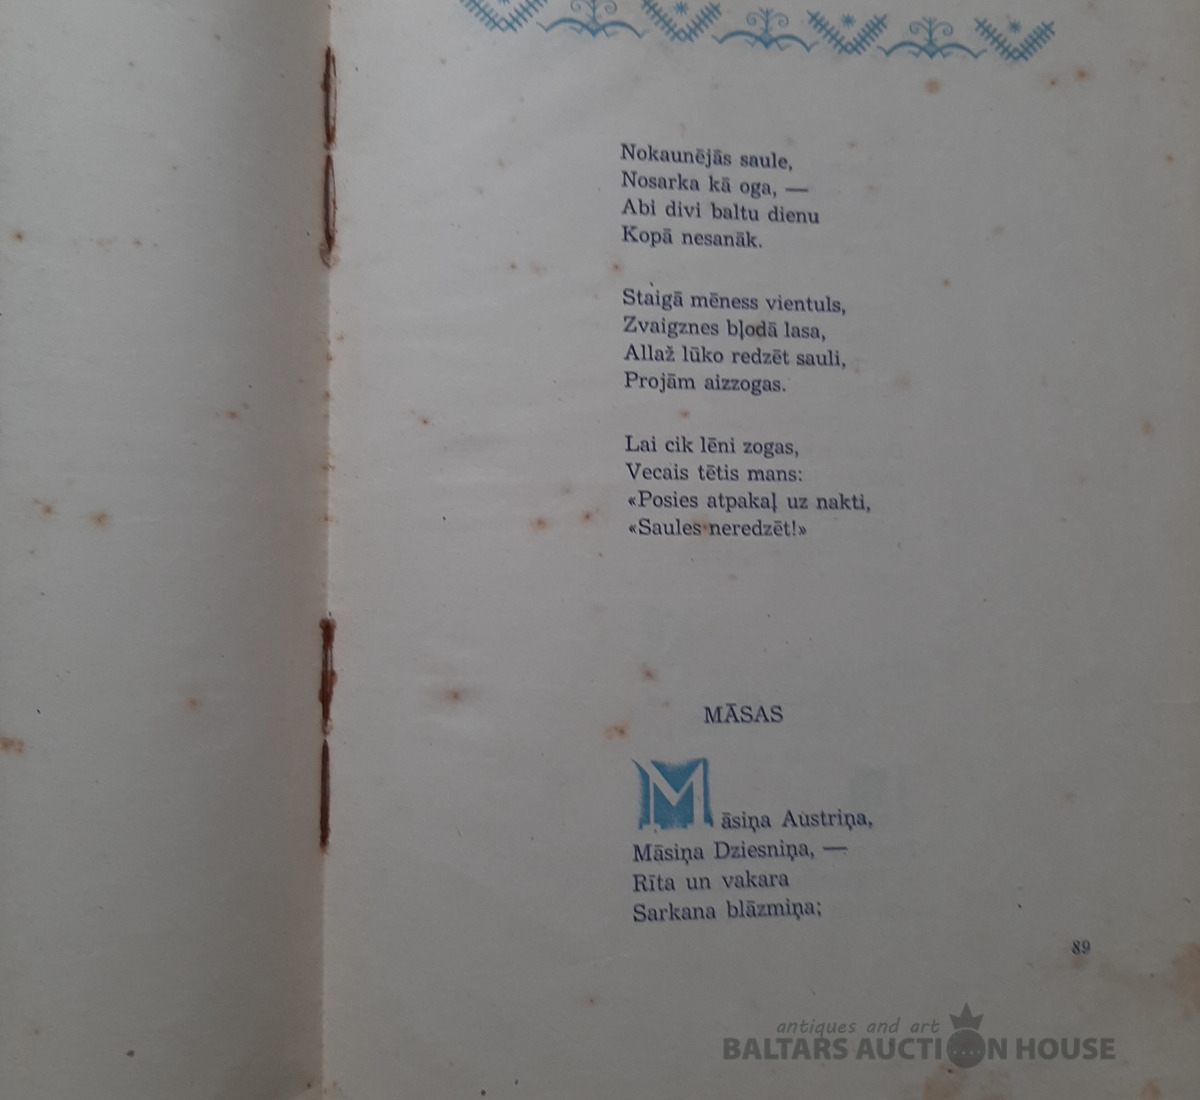 Nokaunējās saule,
Nosarka kā oga, —
Abi divi baltu dienu
Kopā nesanāk.
Staigā mēness vientuls,
Zvaigznes bļodā lasa,
Allaž lūko redzēt sauli,
Projām aizzogas.
Lai cik lēni zogas,
Vecais tētis mans:
«Posies atpakaļ uz nakti,
«Saules neredzēt!»
MĀSAS
Māsiņa Austriņa,
Māsiņa Dziesniņa, —
Rīta un vakara
Sarkana blāzmiņa;
89
antiques and art
BALTARS AUCTION HOUSE